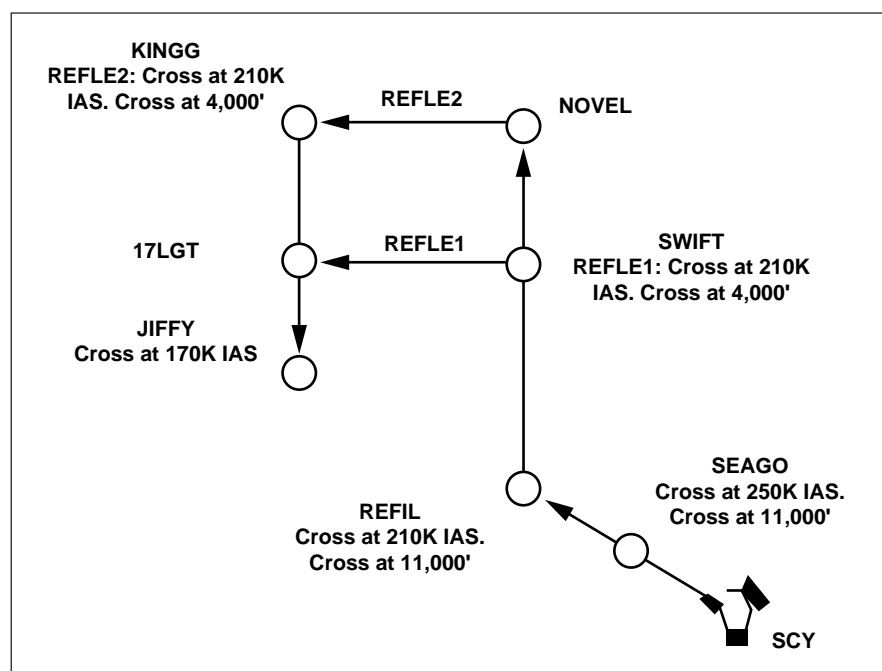 KINGG
REFLE2: Cross at 210K
IAS. Cross at 4,000'
REFLE2
NOVEL
17LGT
REFLE1
SWIFT
REFLE1: Cross at 210K
IAS. Cross at 4,000'
JIFFY
Cross at 170K IAS
SEAGO
Cross at 250K IAS.
Cross at 11,000'
REFIL
Cross at 210K IAS.
Cross at 11,000'
SCY